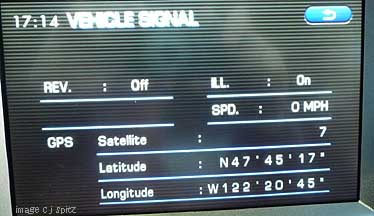 17:14 VEHICLE SIGNAL
REV. : Off ILL. : On
SPD. : 0 MPH
GPS Satellite : 7
Latitude : N47°45'17"
Longitude : W122°20'45"
image cj spitz